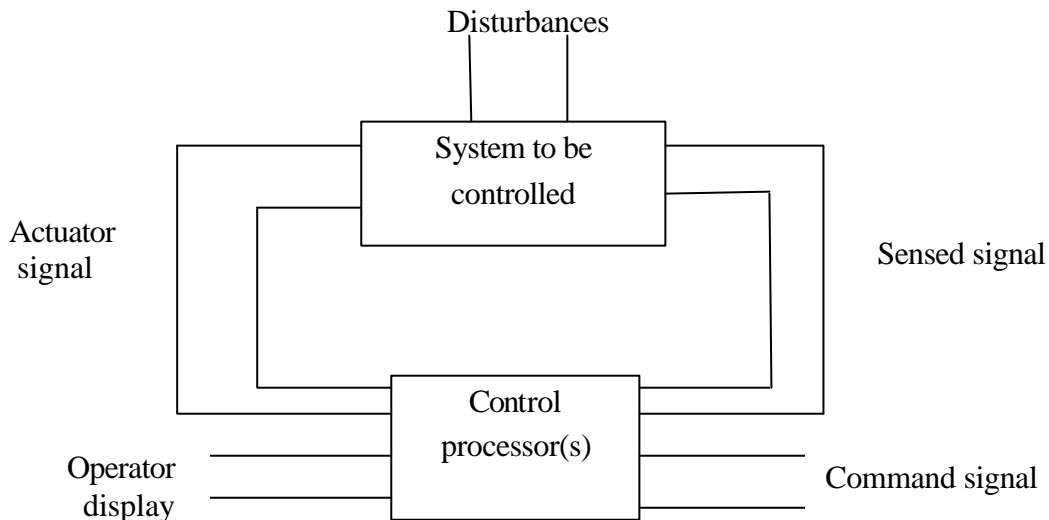 Disturbances
System to be
controlled
Actuator
signal
Sensed signal
Control
processor(s)
Operator
display
Command signal